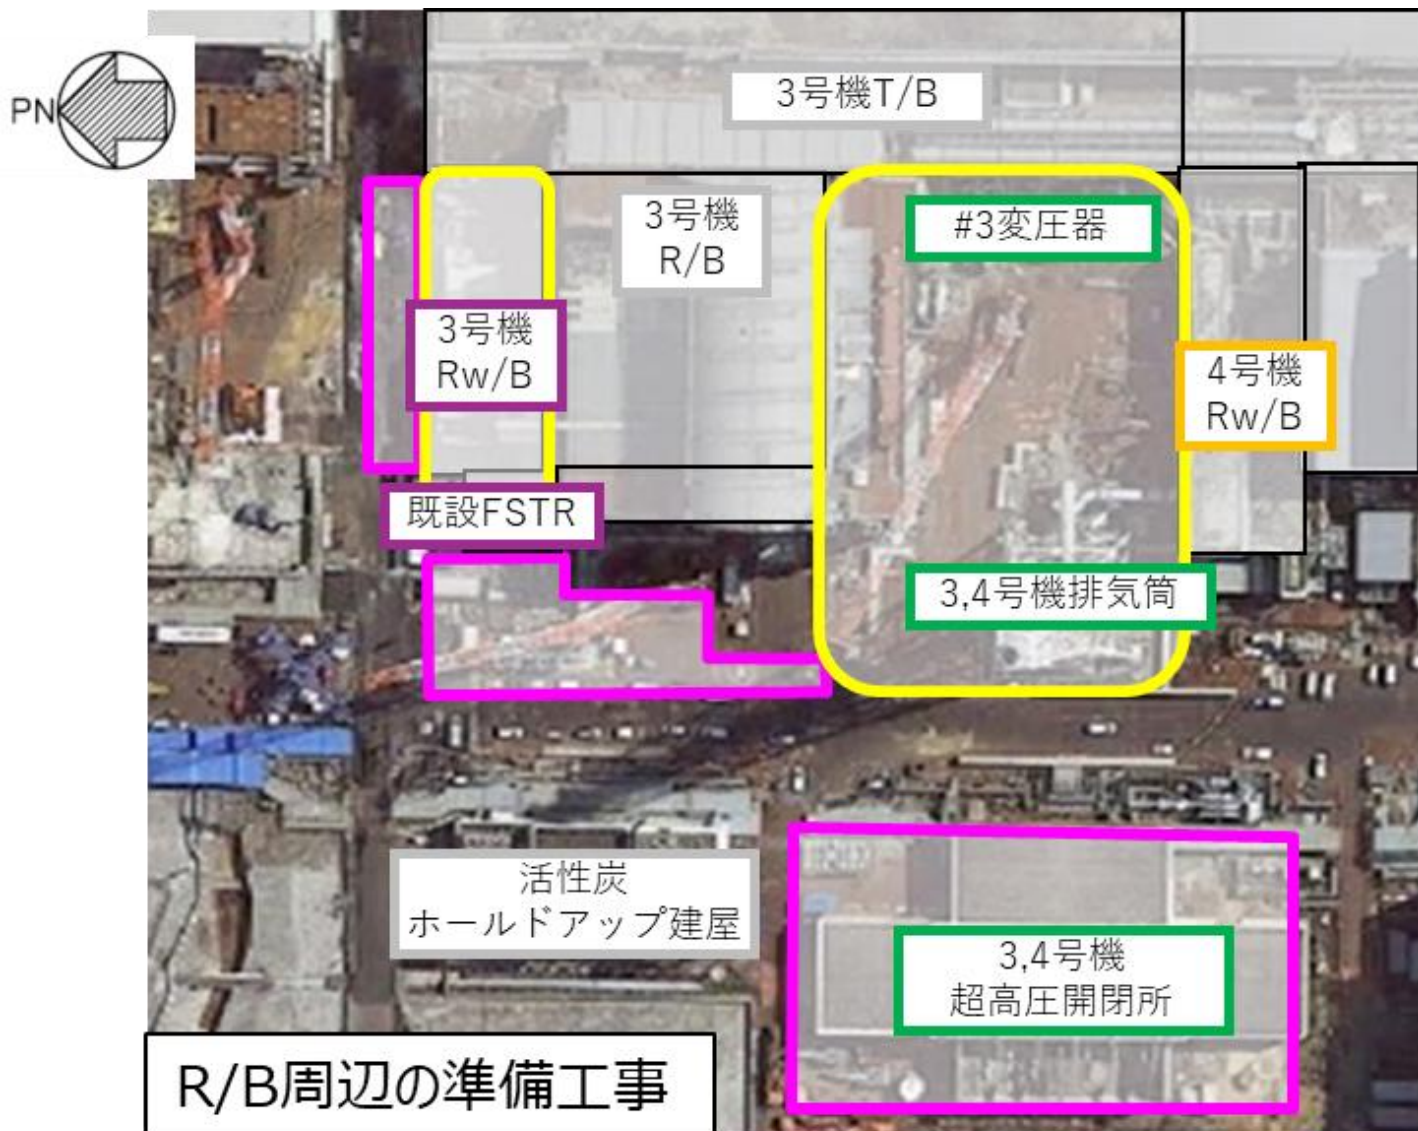 PN
3号機T/B
3号機
R/B
#3変圧器
3号機
Rw/B
4号機
Rw/B
既設FSTR
3,4号機排気筒
活性炭
ホールドアップ建屋
3,4号機
超高圧開閉所
R/B周辺の準備工事